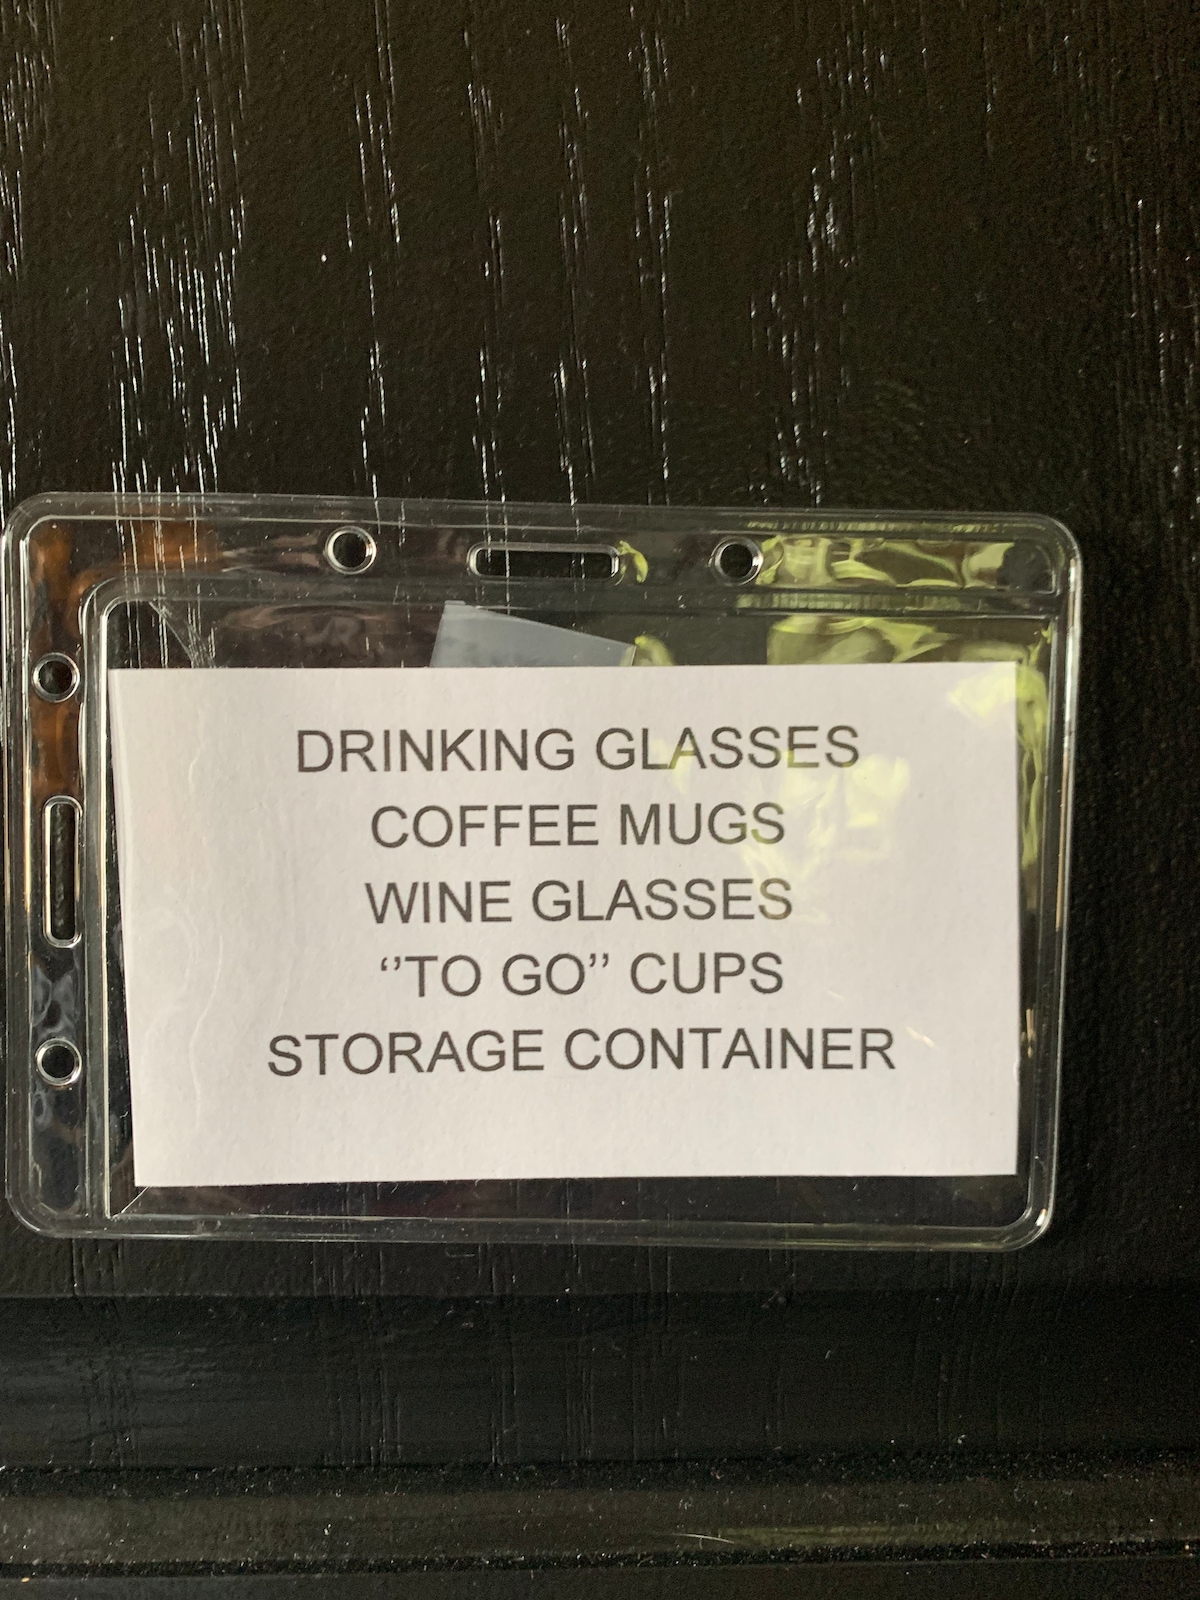 DRINKING GLASSES
COFFEE MUGS
WINE GLASSES
‘’TO GO’’ CUPS
STORAGE CONTAINER